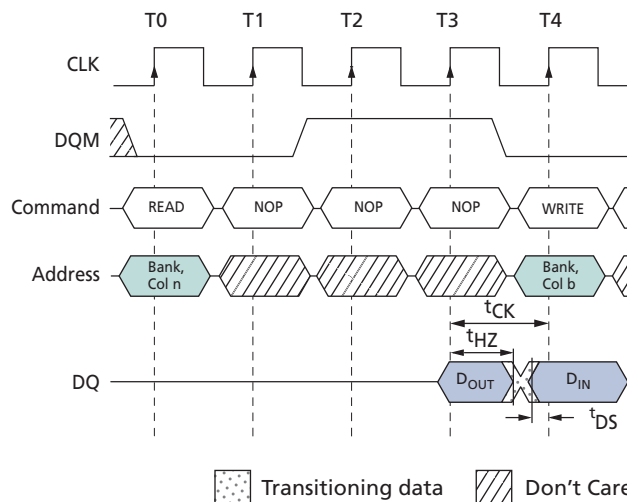 T0 T1 T2 T3 T4
CLK
DQM
Command READ NOP NOP NOP WRITE
Address Bank, Col n Bank, Col b
tCK
tHZ
DQ DOUT DIN
tDS
Transitioning data Don't Care